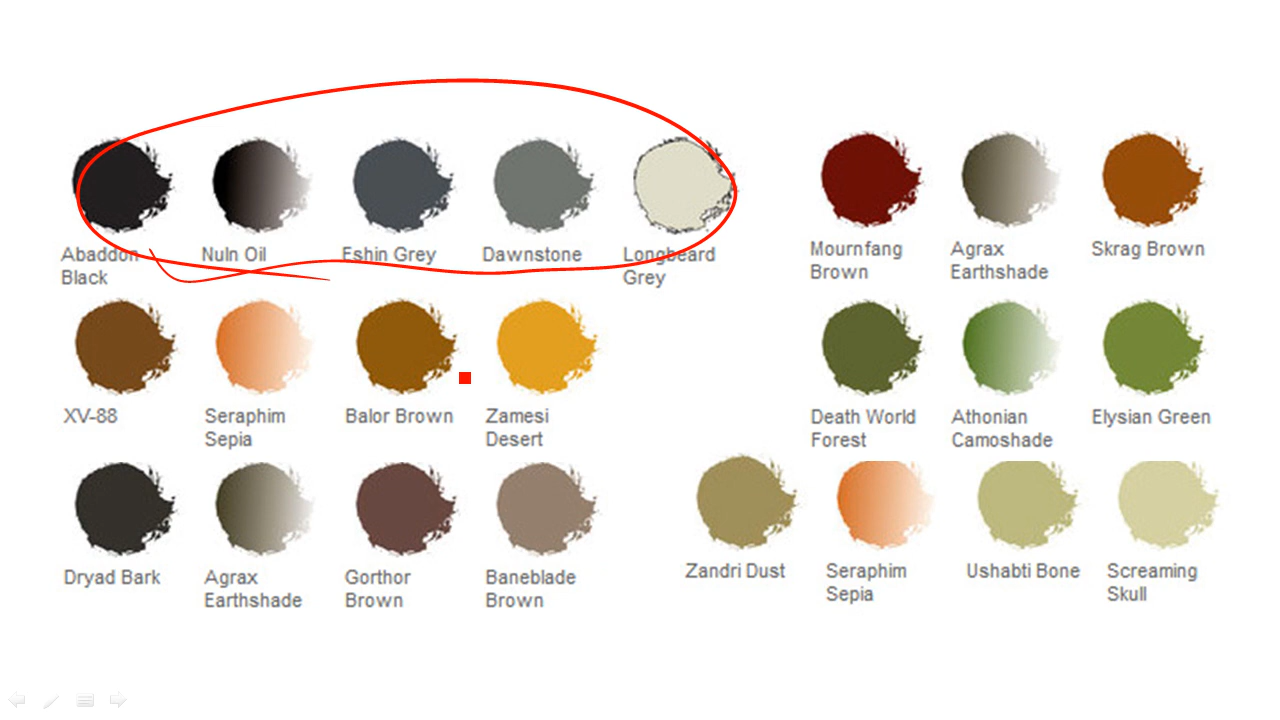 Abaddon
Black
Nuln Oil
Eshin Grey
Dawnstone
Longbeard
Grey
Mournfang
Brown
Agrax
Earthshade
Skrag Brown
XV-88
Seraphim
Sepia
Balor Brown
Zamesi
Desert
Death World
Forest
Athonian
Camoshade
Elysian Green
Dryad Bark
Agrax
Earthshade
Gorthor
Brown
Baneblade
Brown
Zandri Dust
Seraphim
Sepia
Ushabti Bone
Screaming
Skull